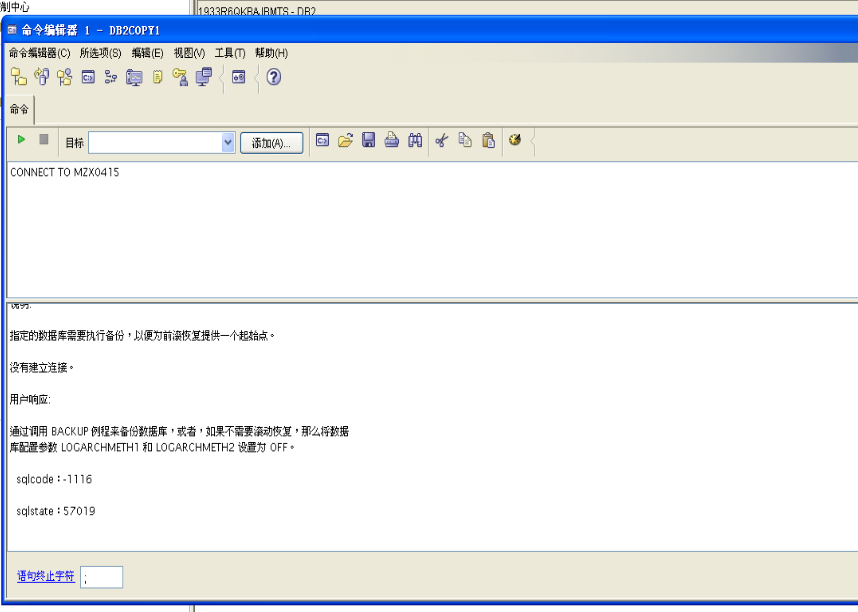 制中心
1933R6QKBAJBMTS - DB2
命令编辑器 1 - DB2COPY1
命令编辑器(C) 所选项(S) 编辑(E) 视图(V) 工具(T) 帮助(H)
命令
目标 添加(A)...
CONNECT TO MZX0415
说明:
指定的数据库需要执行备份，以便为前滚恢复提供一个起始点。
没有建立连接。
用户响应:
通过调用 BACKUP 例程来备份数据库，或者，如果不需要滚动恢复，那么将数据
库配置参数 LOGARCHMETH1 和 LOGARCHMETH2 设置为 OFF。
sqlcode：-1116
sqlstate：57019
语句终止字符 ;